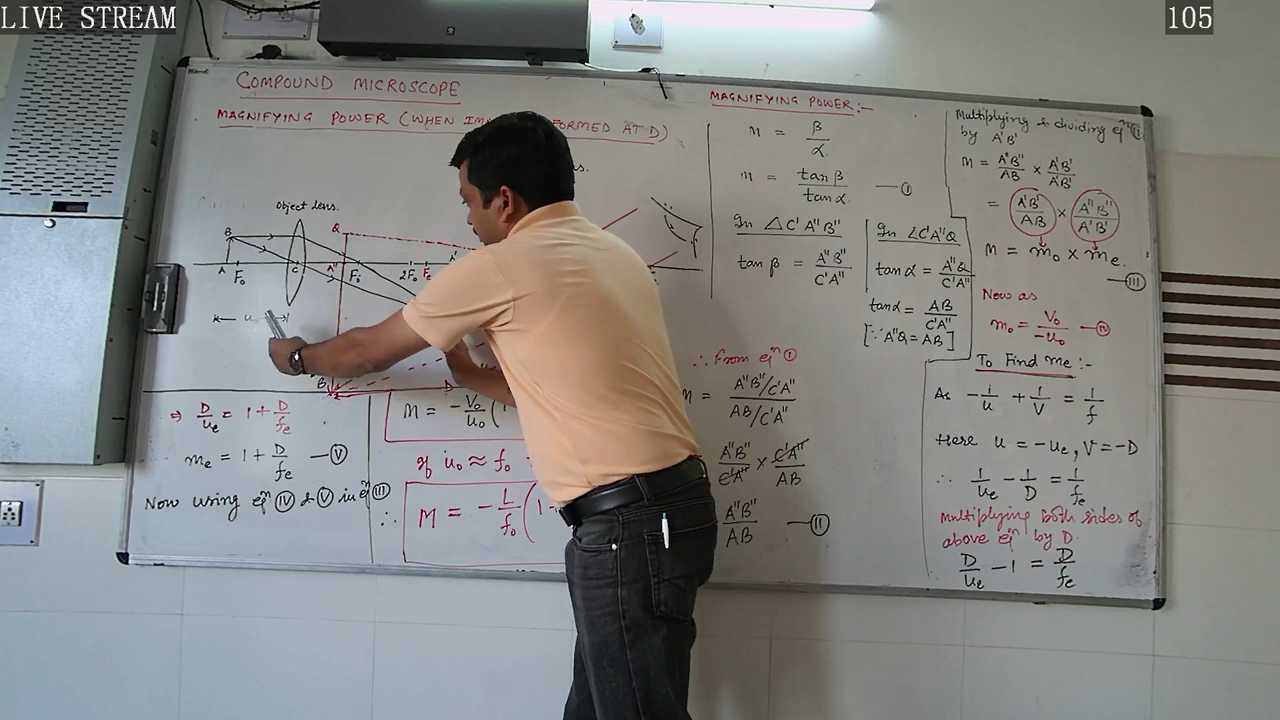 LIVE STREAM
105
COMPOUND MICROSCOPE
MAGNIFYING POWER (WHEN IM FORMED AT D)
s.
Object lens.
B
Q
A
F₀
C
A'
F₀
2F₀
Fₑ
A"
k— u₀ —>|
B"
D
⇒ D/uₑ = 1 + D/fₑ
mₑ = 1 + D/fₑ —Ⓥ
Now using eqⁿ Ⓘⓥ & Ⓥ in eqⁿ Ⓘⓘⓘ
M = -V₀/u₀ (1
If u₀ ≈ f₀
∴ M = -L/f₀ (1
MAGNIFYING POWER:-
M = β/α
M = tanβ/tanα —Ⓘ
In △C'A"B"
tan β = A"B"/C'A"
In ∠C'A"Q
tanα = A"Q/C'A"
tanα = AB/C'A"
[∵ A"Q = AB]
∴ From eqⁿ Ⓘ
M = A"B"/C'A" / AB/C'A"
A"B"/C'A" × C'A"/AB
A"B"/AB —Ⓘⓘ
Multiplying & dividing eqⁿ Ⓘⓘ
by A'B'
M = A"B"/AB × A'B'/A'B'
= A'B'/AB × A"B"/A'B'
M = m₀ × mₑ
—Ⓘⓘⓘ
Now as
m₀ = V₀/-u₀ —Ⓘⓥ
To Find me:-
As -1/u + 1/V = 1/f
Here u = -uₑ, V = -D
∴ 1/uₑ - 1/D = 1/fₑ
Multiplying both sides of
above eqⁿ by D.
D/uₑ - 1 = D/fₑ